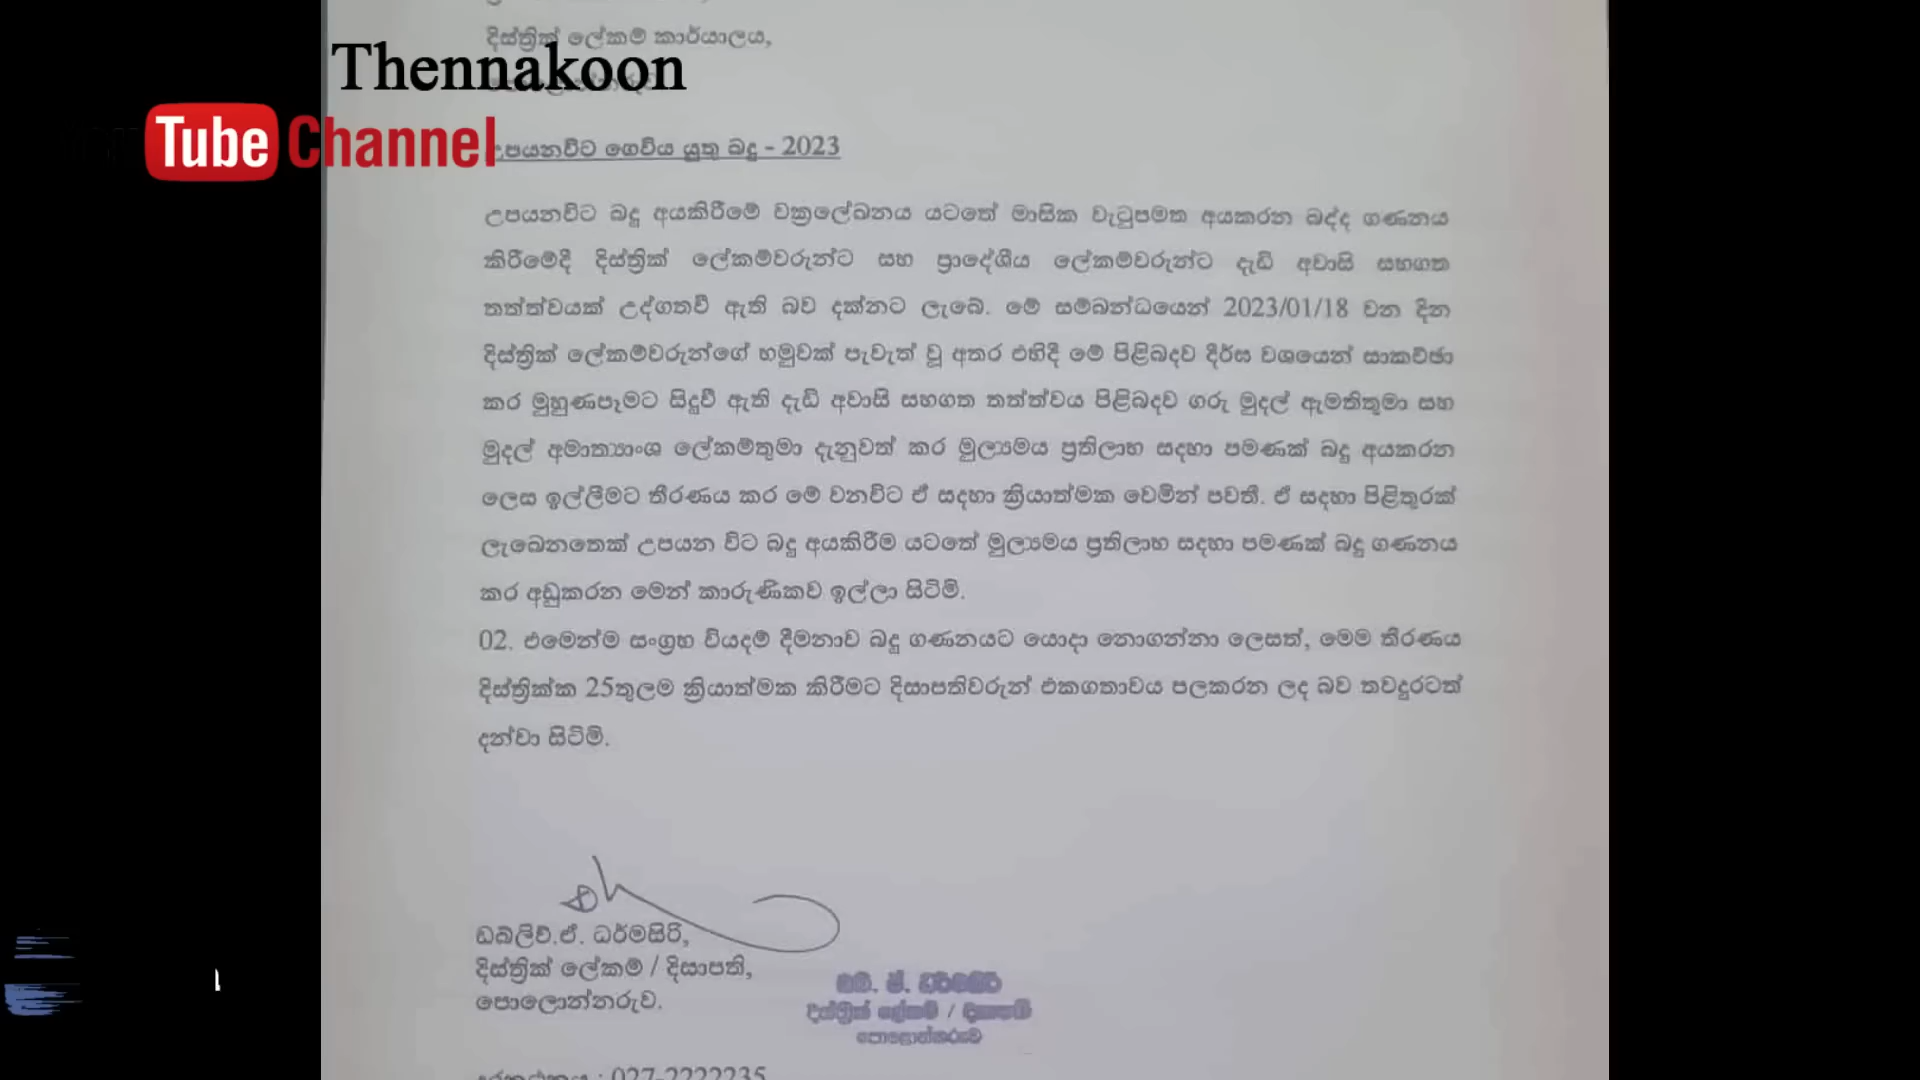 දිස්ත්‍රික් ලේකම් කාර්යාලය,
Thennakoon
Tube Channel
උපයනවිට ගෙවිය යුතු බදු - 2023
උපයනවිට බදු අයකිරීමේ චක්‍රලේඛනය යටතේ මාසික වැටුපමත අයකරන බද්ද ගණනය
කිරීමේදී දිස්ත්‍රික් ලේකම්වරුන්ට සහ ප්‍රාදේශීය ලේකම්වරුන්ට දැඩි අවාසි සහගත
තත්ත්වයක් උද්ගතවී ඇති බව දක්නට ලැබේ. මේ සම්බන්ධයෙන් 2023/01/18 වන දින
දිස්ත්‍රික් ලේකම්වරුන්ගේ හමුවක් පැවැත් වූ අතර එහිදී මේ පිළිබදව දීර්ඝ වශයෙන් සාකච්ඡා
කර මුහුණපෑමට සිදුවී ඇති දැඩි අවාසි සහගත තත්ත්වය පිළිබදව ගරු මුදල් ඇමතිතුමා සහ
මුදල් අමාත්‍යාංශ ලේකම්තුමා දැනුවත් කර මුල්‍යමය ප්‍රතිලාභ සදහා පමණක් බදු අයකරන
ලෙස ඉල්ලීමට තීරණය කර මේ වනවිට ඒ සදහා ක්‍රියාත්මක වෙමින් පවතී. ඒ සදහා පිළිතුරක්
ලැබෙනතෙක් උපයන විට බදු අයකිරීම යටතේ මුල්‍යමය ප්‍රතිලාභ සදහා පමණක් බදු ගණනය
කර අඩුකරන මෙන් කාරුණිකව ඉල්ලා සිටිමි.
02. එමෙන්ම සංග්‍රහ වියදම් දීමනාව බදු ගණනයට යොදා නොගන්නා ලෙසත්, මෙම තීරණය
දිස්ත්‍රික්ක 25තුලම ක්‍රියාත්මක කිරීමට දිසාපතිවරුන් එකගතාවය පලකරන ලද බව තවදුරටත්
දන්වා සිටිමි.
ඩබ්ලිව්.ඒ. ධර්මසිරි,
දිස්ත්‍රික් ලේකම් / දිසාපති,
පොලොන්නරුව.
දිස්ත්‍රික් ලේකම් / දිසාපති
පොළොන්නරුව
දුරකථනය : 027-2222235